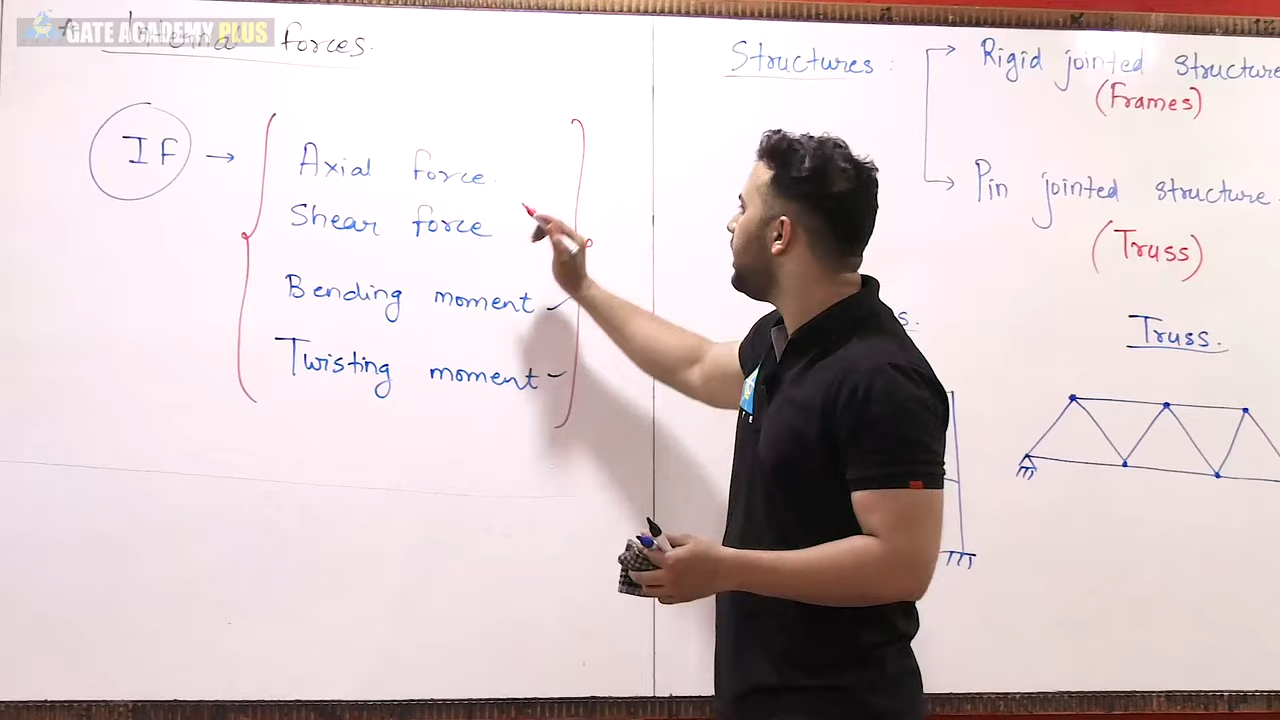 GATE ACADEMY PLUS
forces.
IF →
Axial force.
Shear force
Bending moment
Twisting moment
Structures :
Rigid jointed structure
(Frames)
Pin jointed structure.
(Truss)
Truss.